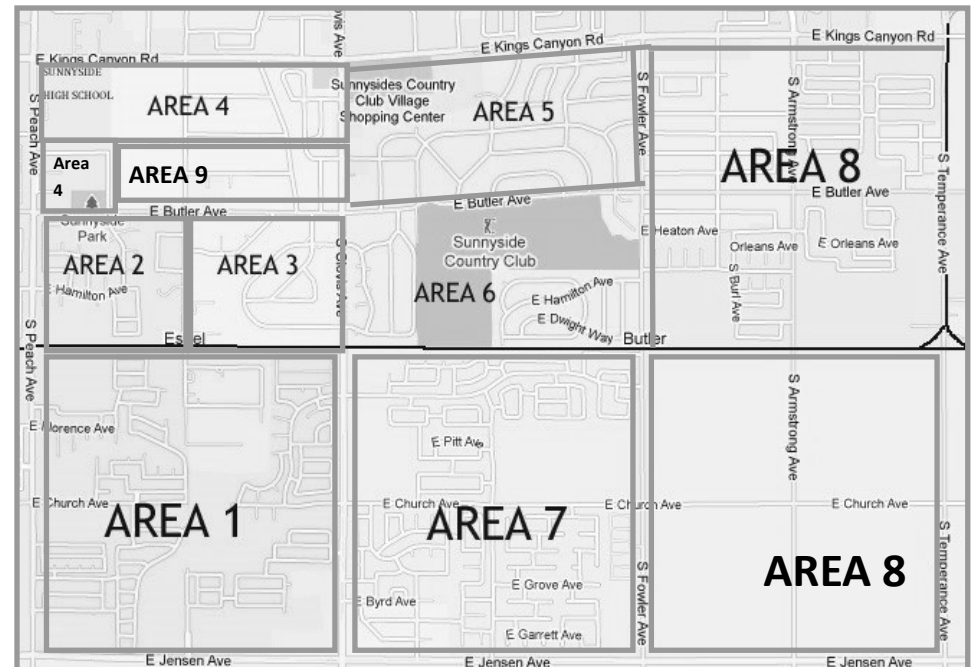 E Kings Canyon Rd
E Kings Canyon Rd
E Kings Canyon Rd
ovis Ave
SUNNYSIDE
HIGH SCHOOL
S Peach Ave
AREA 4
Sunnysides Country
Club Village
Shopping Center
AREA 5
S Fowler Ave
S Armstrong Ave
AREA 8
S Temperance Ave
Area
4
AREA 9
E Butler Ave
E Butler Ave
E Butler Ave
Sunnyside
Park
Sunnyside
Country Club
E Heaton Ave
Orleans Ave
E Orleans Ave
AREA 2
AREA 3
S Clovis Ave
AREA 6
E Hamilton Ave
E Hamilton Ave
E Dwight Way
S Burl Ave
Butler
S Peach Ave
E Florence Ave
E Pitt Ave
S Armstrong Ave
E Church Ave
E Church Ave
E Church Ave
E Church Ave
AREA 1
AREA 7
AREA 8
S Temperance Ave
S Fowler Ave
E Grove Ave
E Byrd Ave
E Garrett Ave
E Jensen Ave
E Jensen Ave
E Jensen Ave